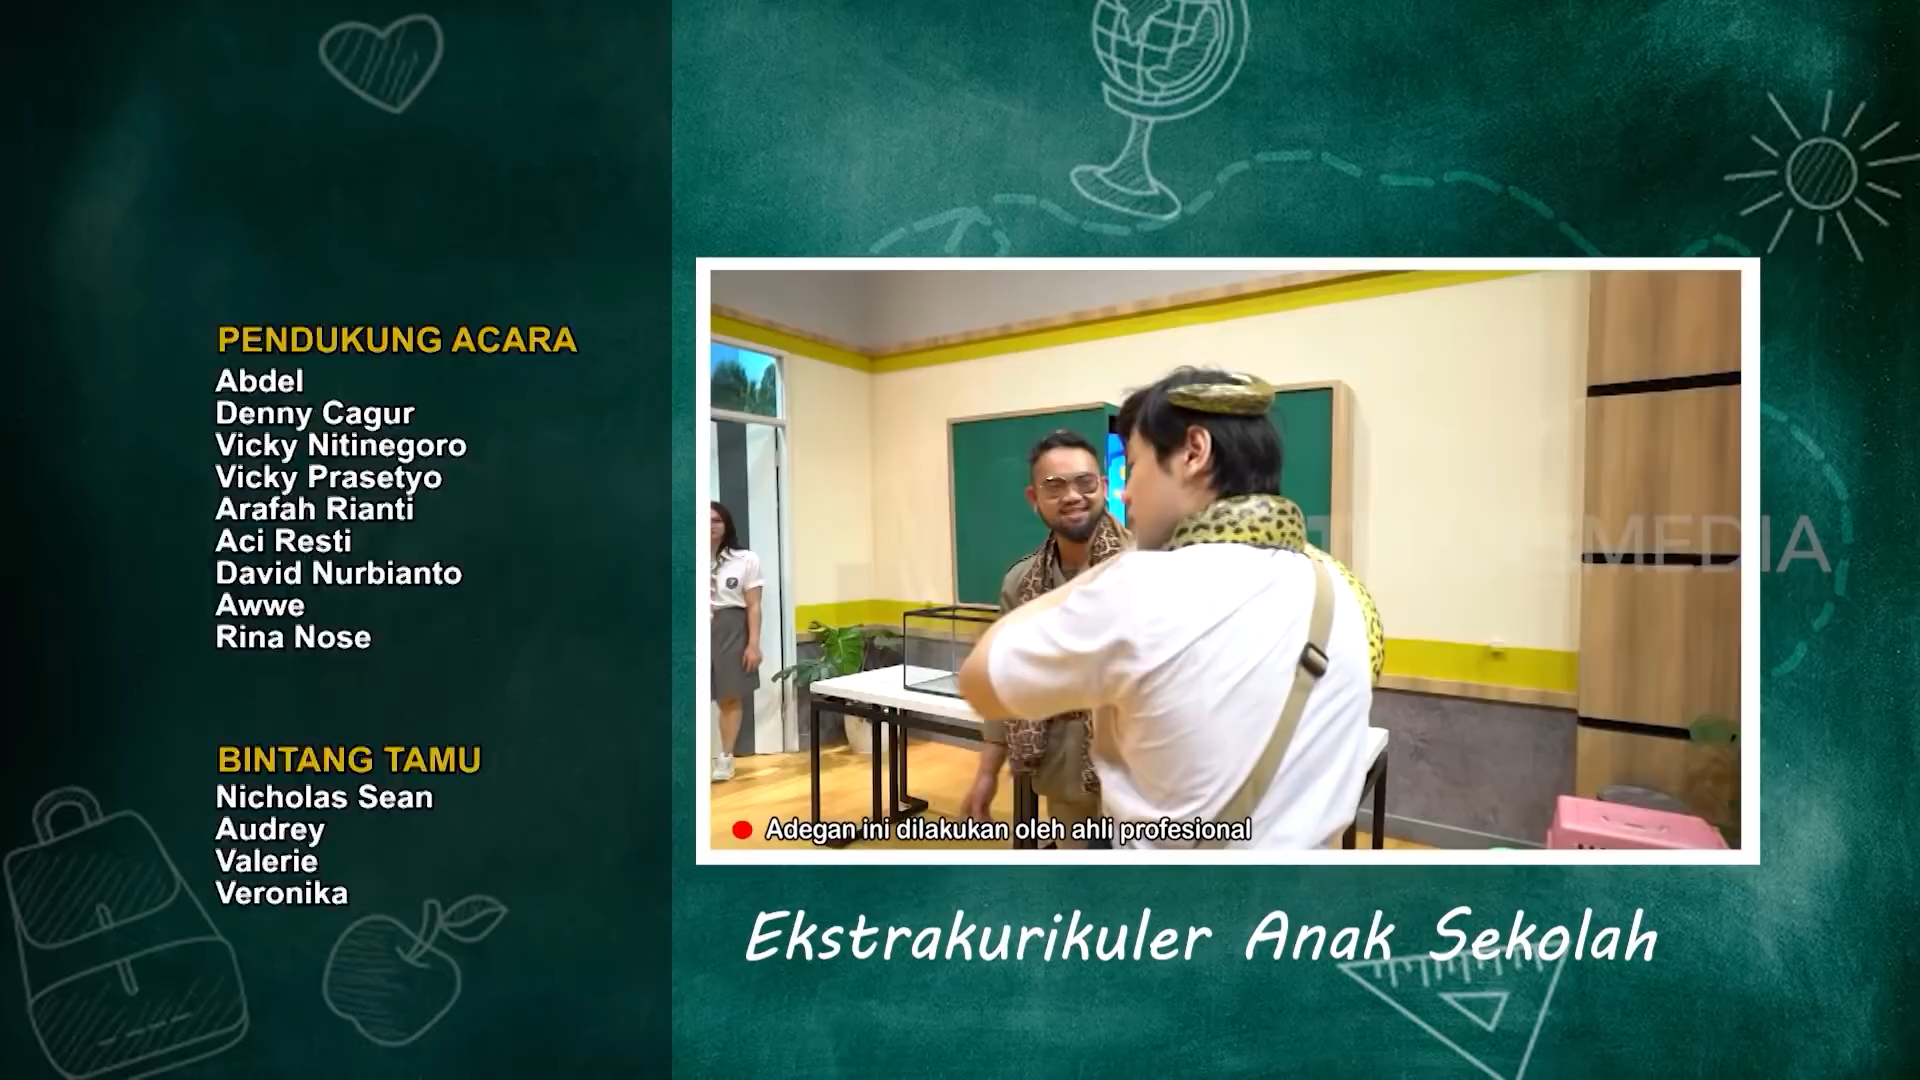 PENDUKUNG ACARA
Abdel
Denny Cagur
Vicky Nitinegoro
Vicky Prasetyo
Arafah Rianti
Aci Resti
David Nurbianto
Awwe
Rina Nose
BINTANG TAMU
Nicholas Sean
Audrey
Valerie
Veronika
Adegan ini dilakukan oleh ahli profesional
Ekstrakurikuler Anak Sekolah